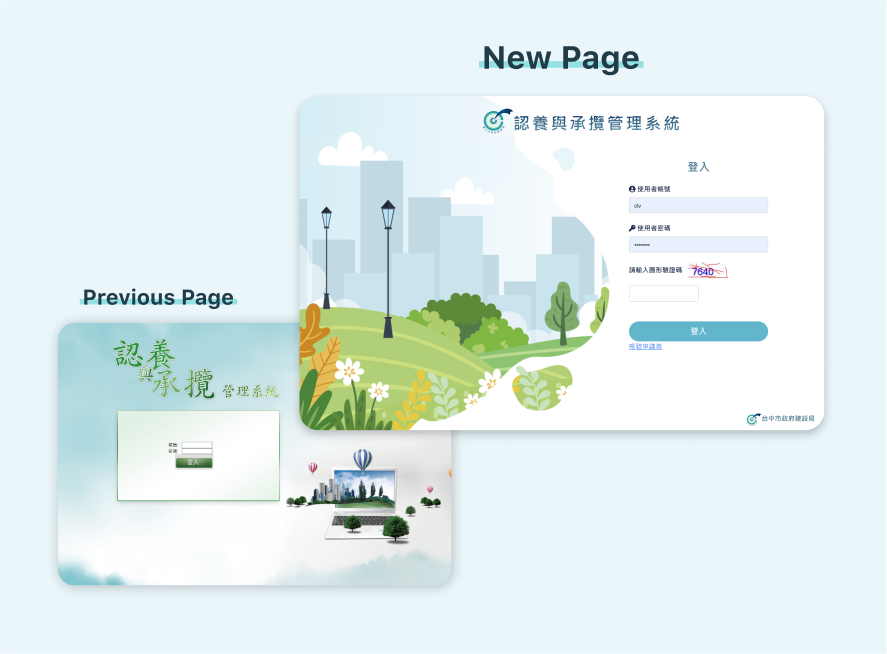 New Page
認養與承攬管理系統
登入
使用者帳號
civ
使用者密碼
請輸入圖形驗證碼 7640
登入
帳號申請表
台中市政府建設局
Previous Page
認養
與承攬 管理系統
帳號:
密碼:
登入